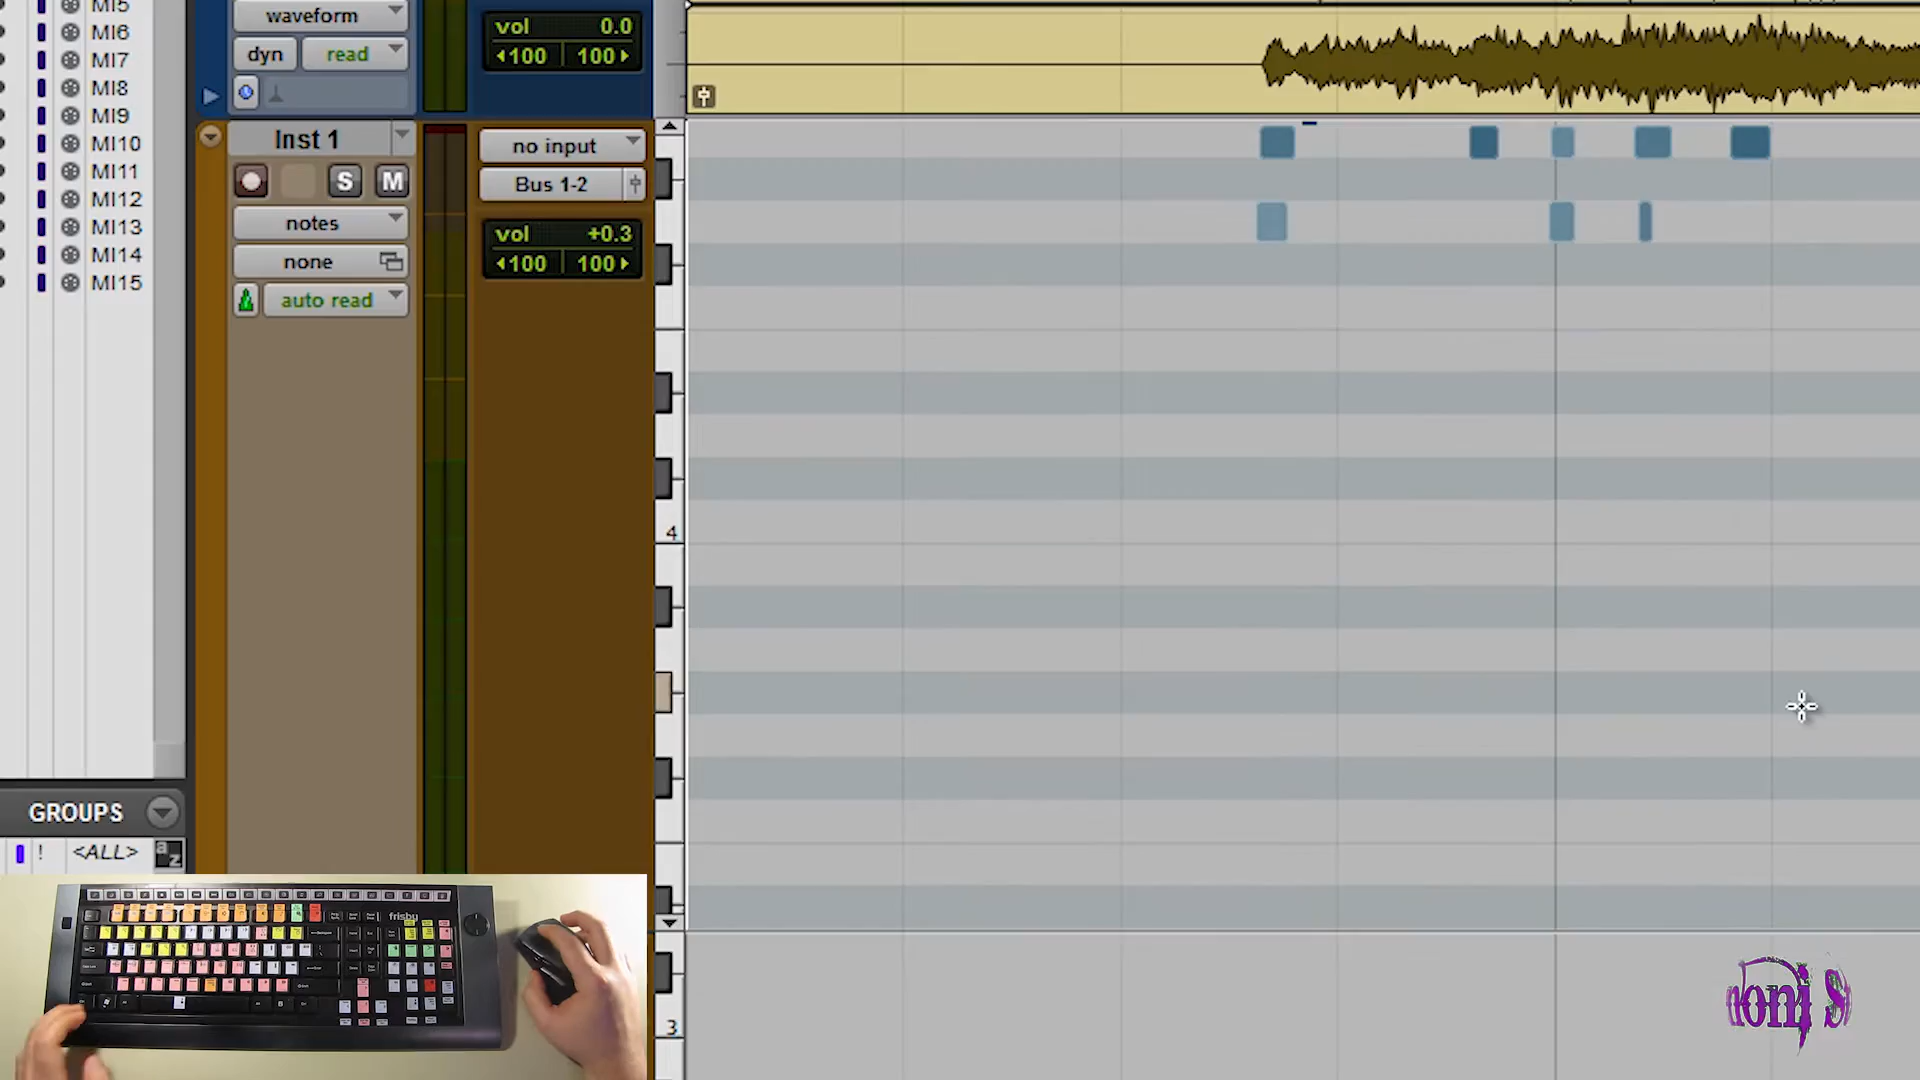 MI5
MI6
MI7
MI8
MI9
MI10
MI11
MI12
MI13
MI14
MI15
GROUPS
! <ALL> a z
waveform
dyn read
vol 0.0
100 100
Inst 1
S M
notes
none
auto read
no input
Bus 1-2
vol +0.3
100 100
4
3
frisby